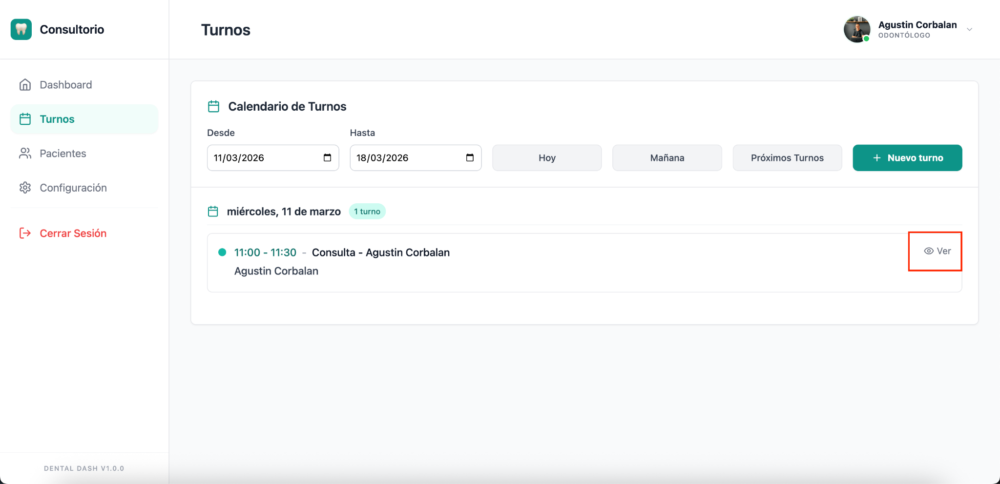 Consultorio
Turnos
Agustin Corbalan
ODONTÓLOGO
Dashboard
Turnos
Pacientes
Configuración
Cerrar Sesión
Calendario de Turnos
Desde
Hasta
11/03/2026
18/03/2026
Hoy
Mañana
Próximos Turnos
+ Nuevo turno
miércoles, 11 de marzo
1 turno
11:00 - 11:30 - Consulta - Agustin Corbalan
Ver
Agustin Corbalan
DENTAL DASH V1.0.0